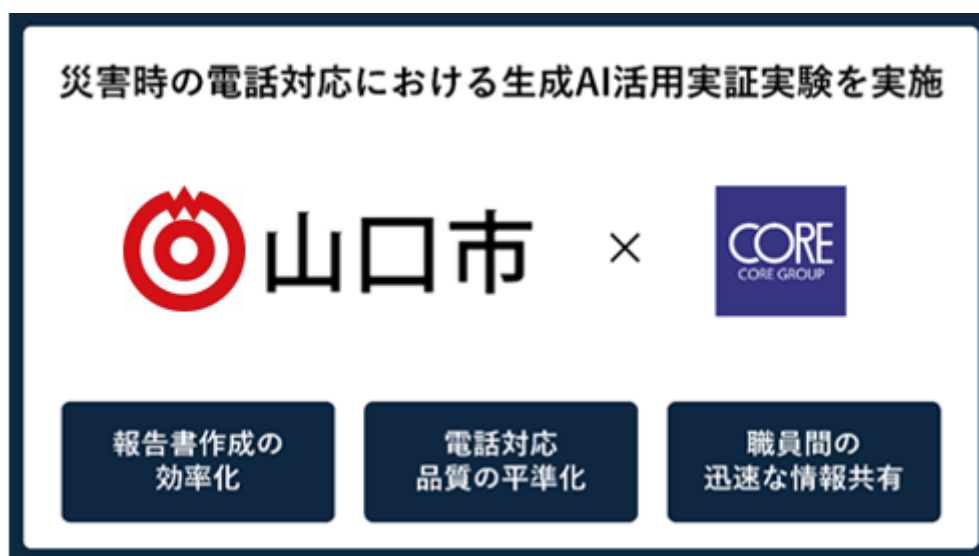 災害時の電話対応における生成AI活用実証実験を実施
山口市 × CORE
CORE GROUP
報告書作成の
効率化
電話対応
品質の平準化
職員間の
迅速な情報共有